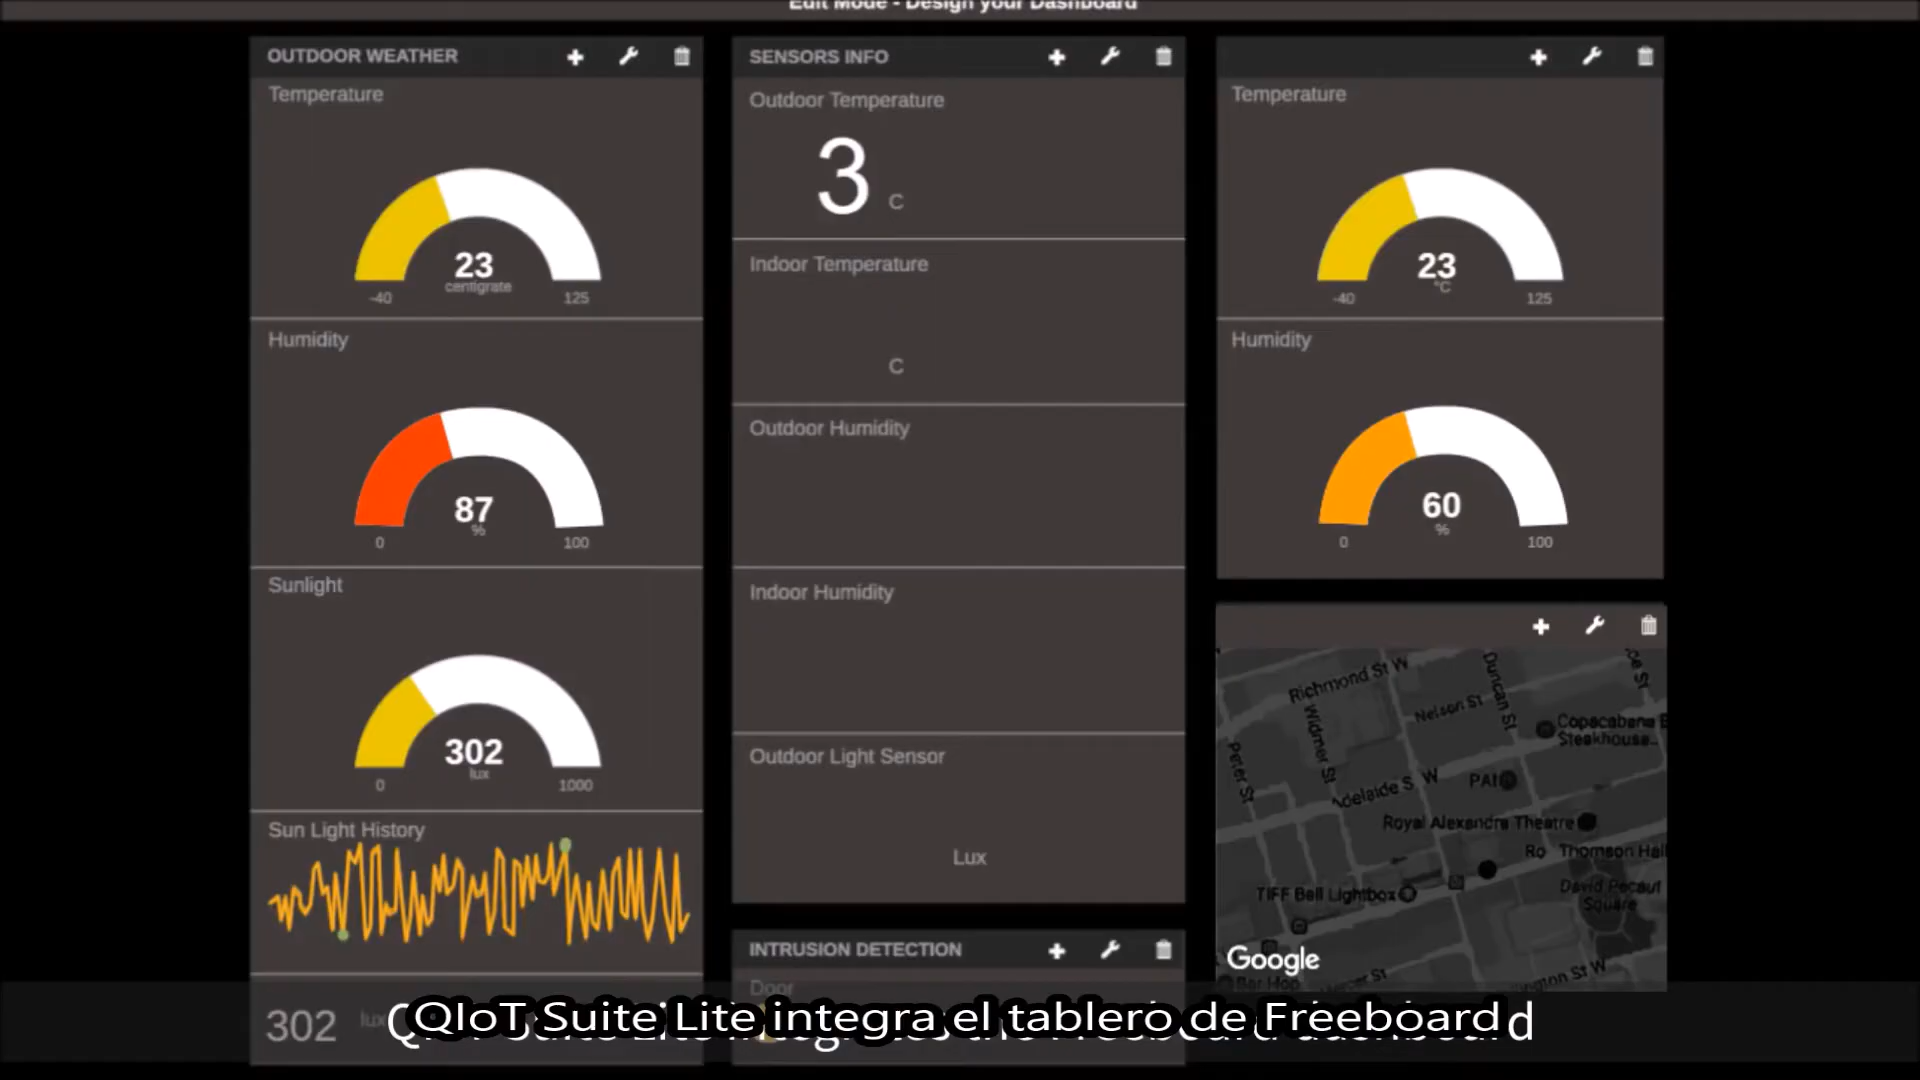 Edit Mode - Design your Dashboard
OUTDOOR WEATHER
Temperature
23
centigrate
-40
125
Humidity
87
%
0
100
Sunlight
302
lux
0
1000
Sun Light History
302
lux
SENSORS INFO
Outdoor Temperature
3
C
Indoor Temperature
C
Outdoor Humidity
Indoor Humidity
Outdoor Light Sensor
Lux
INTRUSION DETECTION
Door
Temperature
23
°C
-40
125
Humidity
60
%
0
100
Richmond St W
Duncan St
Nelson St
Widmer St
Peter St
Copacabana
Steakhouse..
PAI
Adelaide S W
Royal Alexandra Theatre
Ro Thomson Hall
TIFF Bell Lightbox
David Pecaut
Square
Google
Bar Hop
QIoT Suite Lite integra el tablero de Freeboard